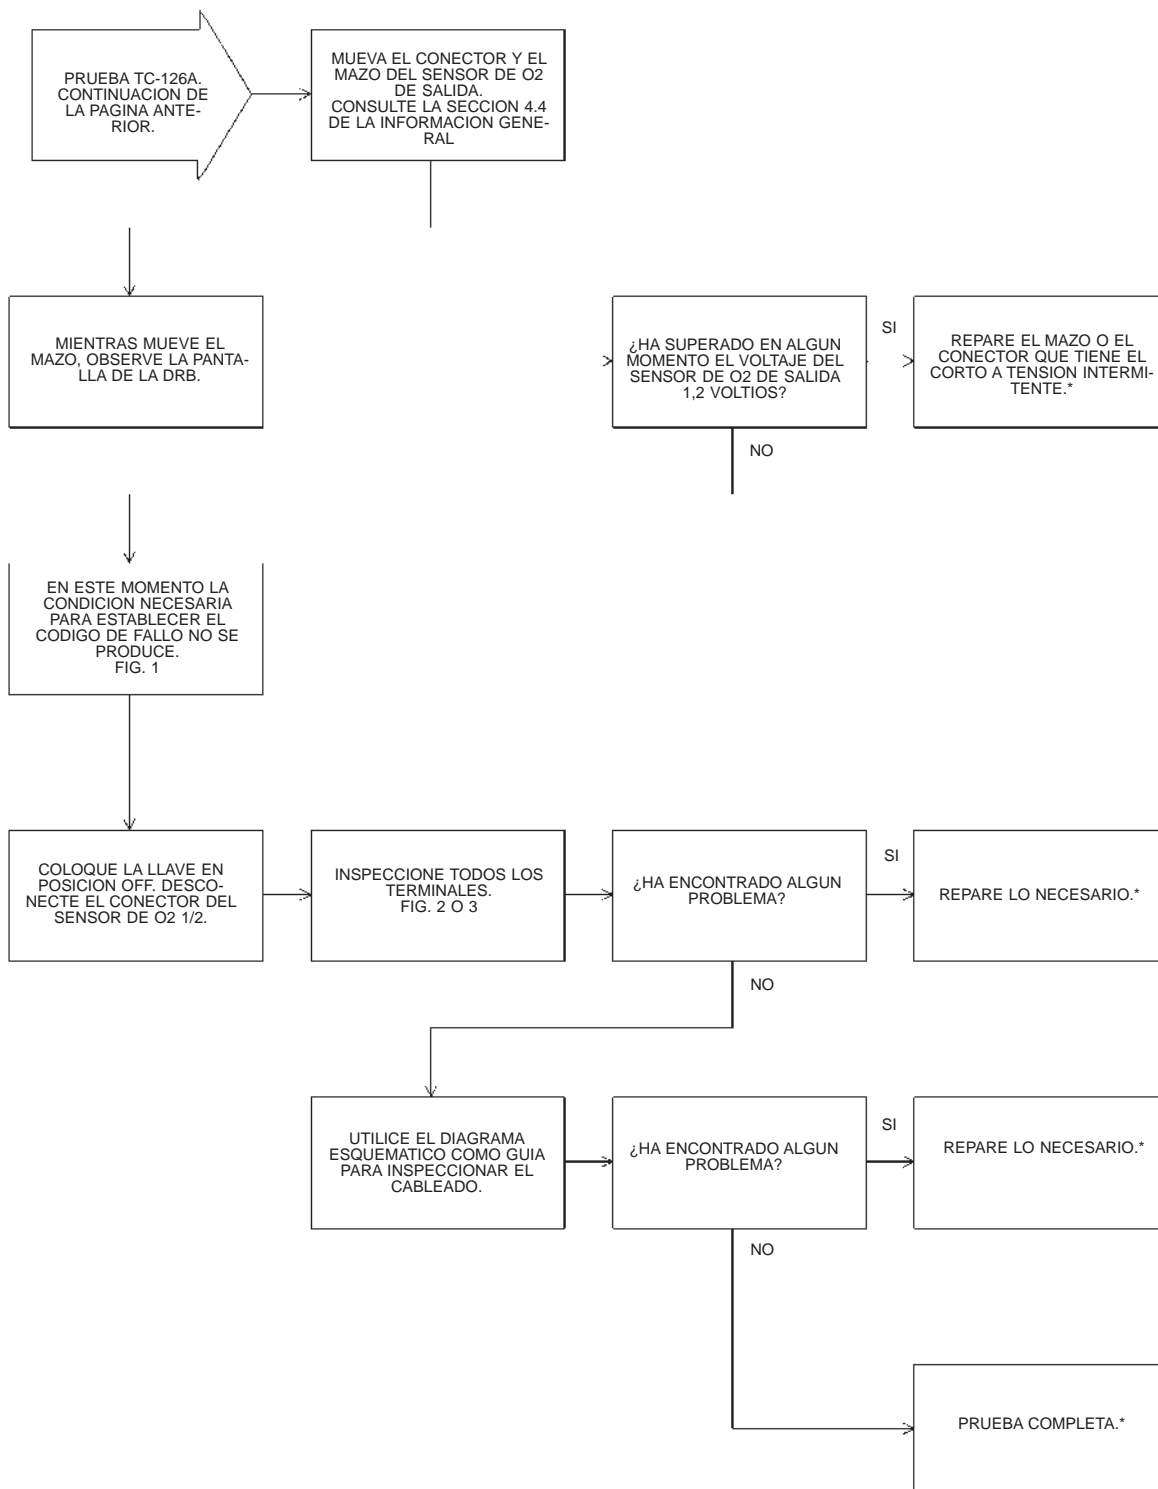 PRUEBA TC-126A.
CONTINUACION DE
LA PAGINA ANTE-
RIOR.
MUEVA EL CONECTOR Y EL
MAZO DEL SENSOR DE O2
DE SALIDA.
CONSULTE LA SECCION 4.4
DE LA INFORMACION GENE-
RAL
MIENTRAS MUEVE EL
MAZO, OBSERVE LA PANTA-
LLA DE LA DRB.
¿HA SUPERADO EN ALGUN
MOMENTO EL VOLTAJE DEL
SENSOR DE O2 DE SALIDA
1,2 VOLTIOS?
SI
REPARE EL MAZO O EL
CONECTOR QUE TIENE EL
CORTO A TENSION INTERMI-
TENTE.*
NO
EN ESTE MOMENTO LA
CONDICION NECESARIA
PARA ESTABLECER EL
CODIGO DE FALLO NO SE
PRODUCE.
FIG. 1
COLOQUE LA LLAVE EN
POSICION OFF. DESCO-
NECTE EL CONECTOR DEL
SENSOR DE O2 1/2.
INSPECCIONE TODOS LOS
TERMINALES.
FIG. 2 O 3
¿HA ENCONTRADO ALGUN
PROBLEMA?
SI
REPARE LO NECESARIO.*
NO
UTILICE EL DIAGRAMA
ESQUEMATICO COMO GUIA
PARA INSPECCIONAR EL
CABLEADO.
¿HA ENCONTRADO ALGUN
PROBLEMA?
SI
REPARE LO NECESARIO.*
NO
PRUEBA COMPLETA.*